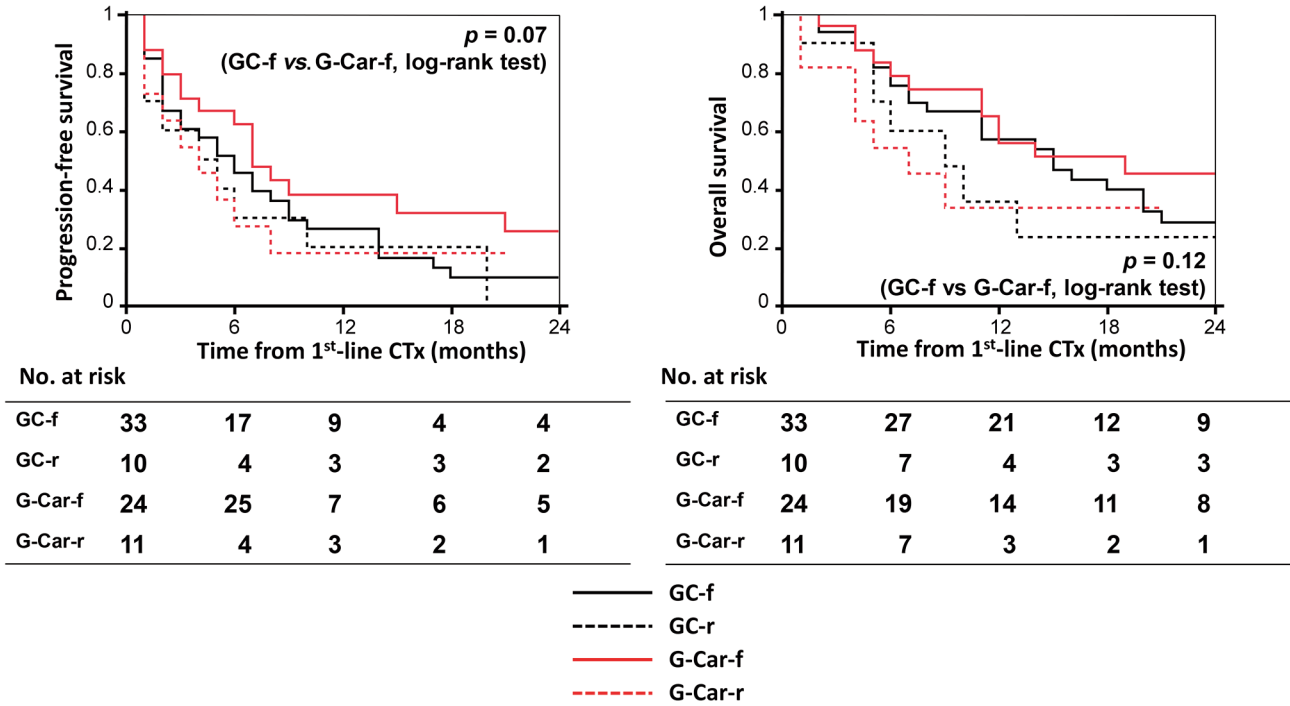 Progression-free survival
1
0.8
0.6
0.4
0.2
0
p = 0.07
(GC-f vs. G-Car-f, log-rank test)
0 6 12 18 24
Time from 1st-line CTx (months)
No. at risk
GC-f 33 17 9 4 4
GC-r 10 4 3 3 2
G-Car-f 24 25 7 6 5
G-Car-r 11 4 3 2 1
Overall survival
1
0.8
0.6
0.4
0.2
0
p = 0.12
(GC-f vs G-Car-f, log-rank test)
0 6 12 18 24
Time from 1st-line CTx (months)
No. at risk
GC-f 33 27 21 12 9
GC-r 10 7 4 3 3
G-Car-f 24 19 14 11 8
G-Car-r 11 7 3 2 1
GC-f
GC-r
G-Car-f
G-Car-r